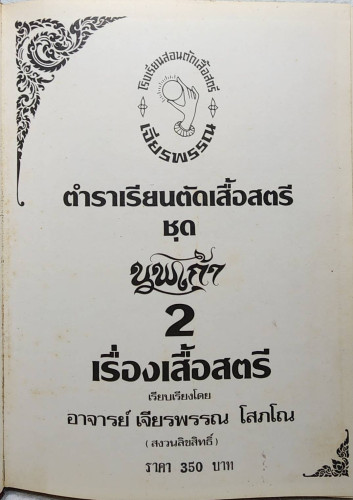 โรงเรียนสอนตัดเสื้อสตรี
เจียรพรรณ
ตำราเรียนตัดเสื้อสตรี
ชุด
นพเก้า
2
เรื่องเสื้อสตรี
เรียบเรียงโดย
อาจารย์ เจียรพรรณ โสภโณ
( สงวนลิขสิทธิ์ )
ราคา 350 บาท